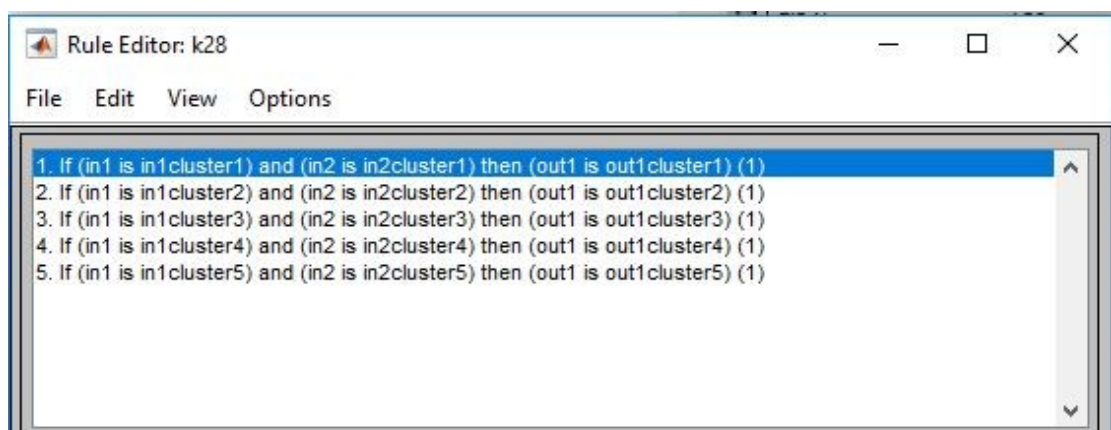 Rule Editor: k28
File Edit View Options
1. If (in1 is in1cluster1) and (in2 is in2cluster1) then (out1 is out1cluster1) (1)
2. If (in1 is in1cluster2) and (in2 is in2cluster2) then (out1 is out1cluster2) (1)
3. If (in1 is in1cluster3) and (in2 is in2cluster3) then (out1 is out1cluster3) (1)
4. If (in1 is in1cluster4) and (in2 is in2cluster4) then (out1 is out1cluster4) (1)
5. If (in1 is in1cluster5) and (in2 is in2cluster5) then (out1 is out1cluster5) (1)